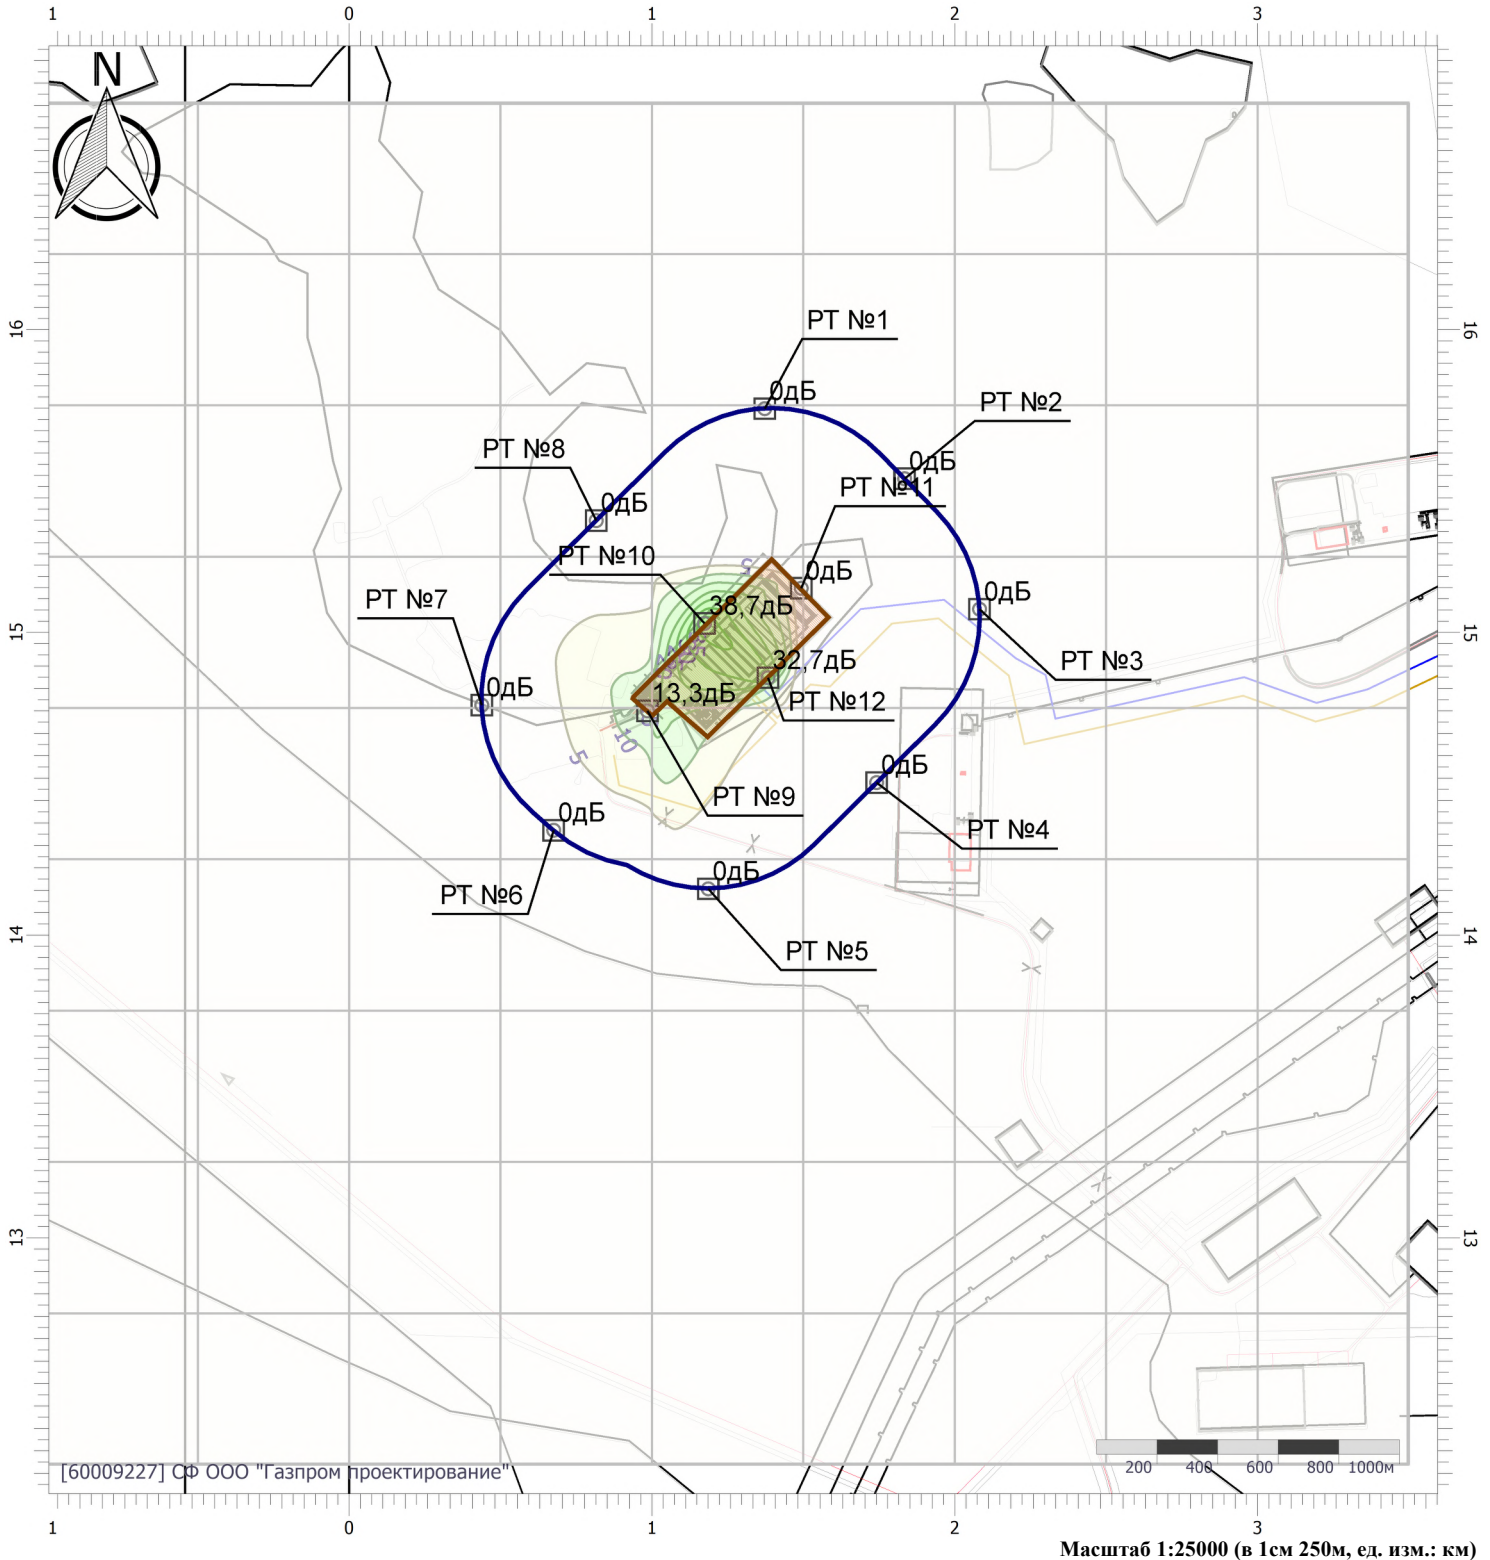 1 0 1 2 3
N
16 16
РТ №1
0дБ
РТ №2
0дБ
РТ №8
0дБ
РТ №11
0дБ
РТ №10
38,7дБ
5
РТ №7
0дБ
0дБ
15 15
РТ №3
32,7дБ
13,3дБ
РТ №12
10
5
0дБ
РТ №9
0дБ
РТ №4
0дБ
РТ №6
РТ №5
14 14
13 13
[60009227] СФ ООО "Газпром проектирование"
200 400 600 800 1000м
1 0 1 2 3
Масштаб 1:25000 (в 1см 250м, ед. изм.: км)